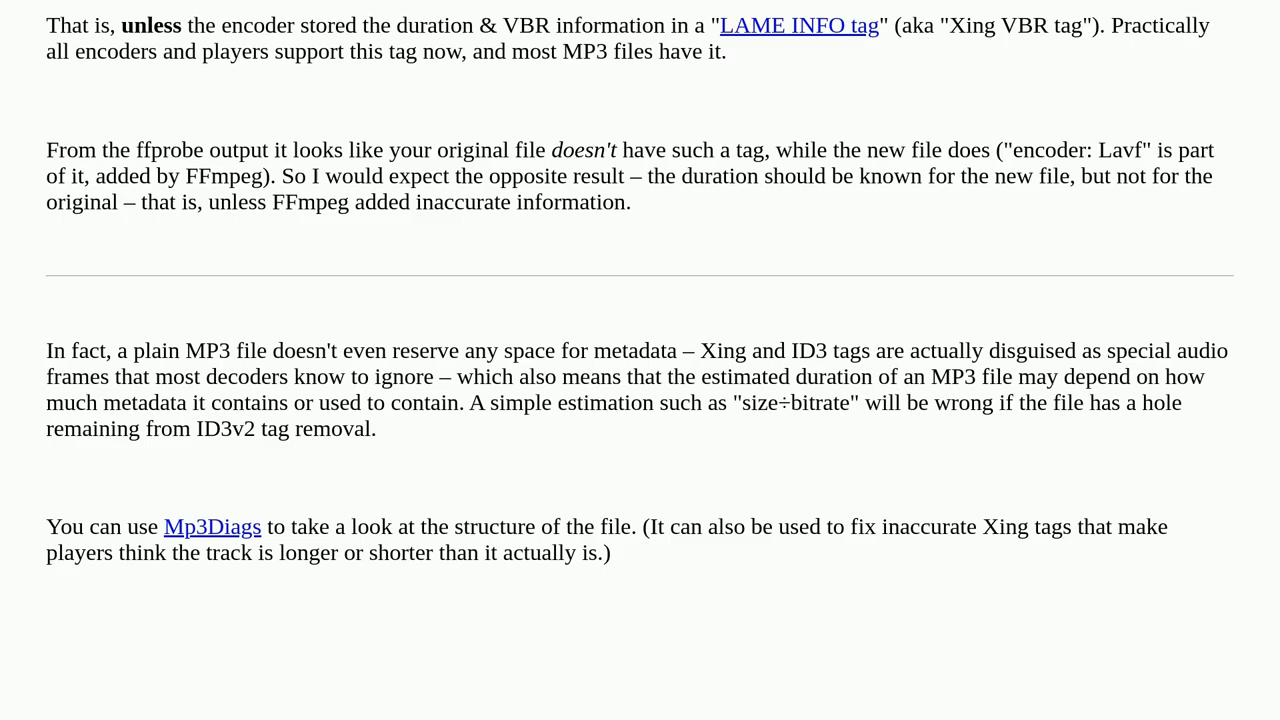 That is, unless the encoder stored the duration & VBR information in a "LAME INFO tag" (aka "Xing VBR tag"). Practically
all encoders and players support this tag now, and most MP3 files have it.
From the ffprobe output it looks like your original file doesn't have such a tag, while the new file does ("encoder: Lavf" is part
of it, added by FFmpeg). So I would expect the opposite result – the duration should be known for the new file, but not for the
original – that is, unless FFmpeg added inaccurate information.
In fact, a plain MP3 file doesn't even reserve any space for metadata – Xing and ID3 tags are actually disguised as special audio
frames that most decoders know to ignore – which also means that the estimated duration of an MP3 file may depend on how
much metadata it contains or used to contain. A simple estimation such as "size÷bitrate" will be wrong if the file has a hole
remaining from ID3v2 tag removal.
You can use Mp3Diags to take a look at the structure of the file. (It can also be used to fix inaccurate Xing tags that make
players think the track is longer or shorter than it actually is.)